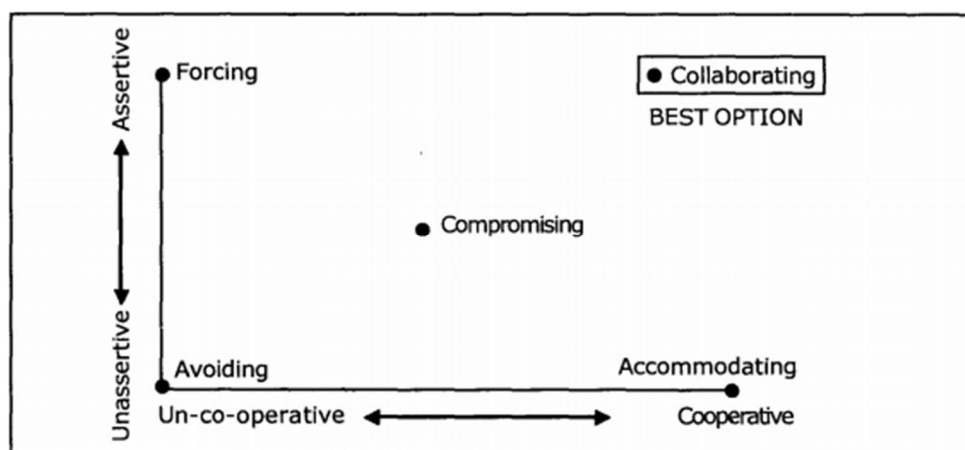 Forcing
Collaborating
BEST OPTION
Assertive
Compromising
Unassertive
Avoiding
Accommodating
Un-co-operative
Cooperative